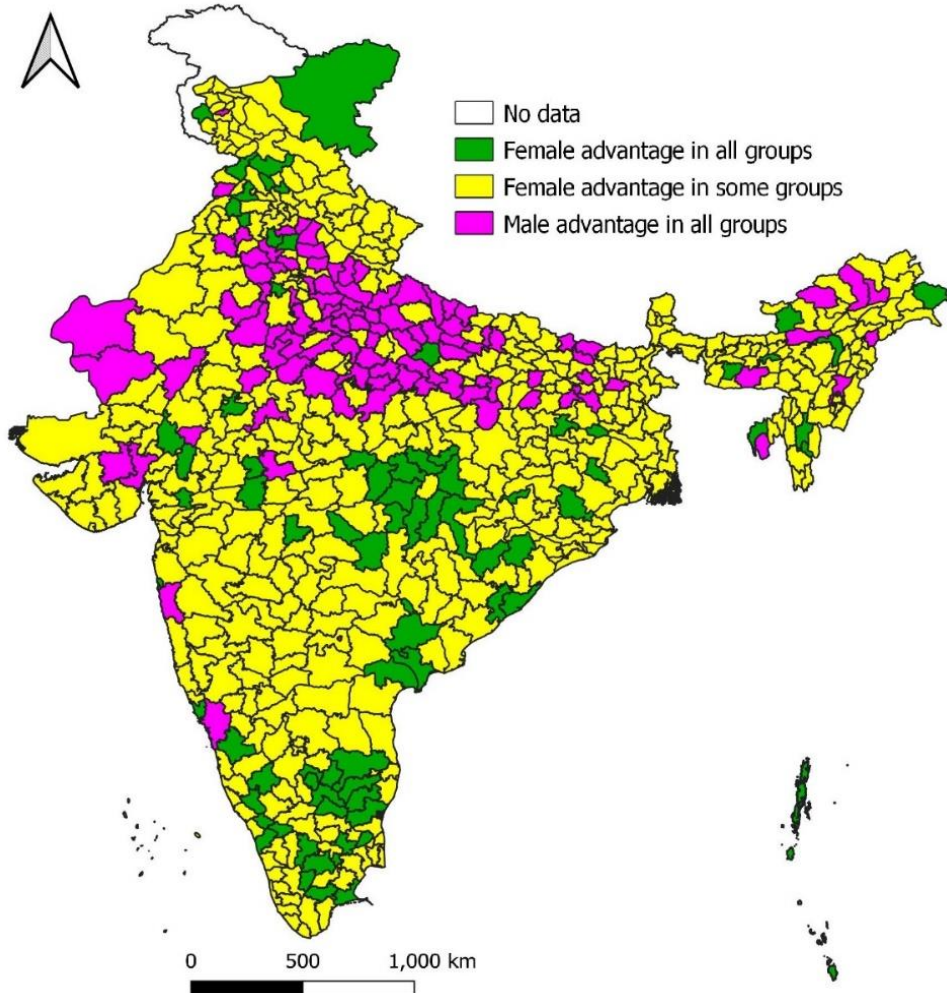 No data
Female advantage in all groups
Female advantage in some groups
Male advantage in all groups
0 500 1,000 km